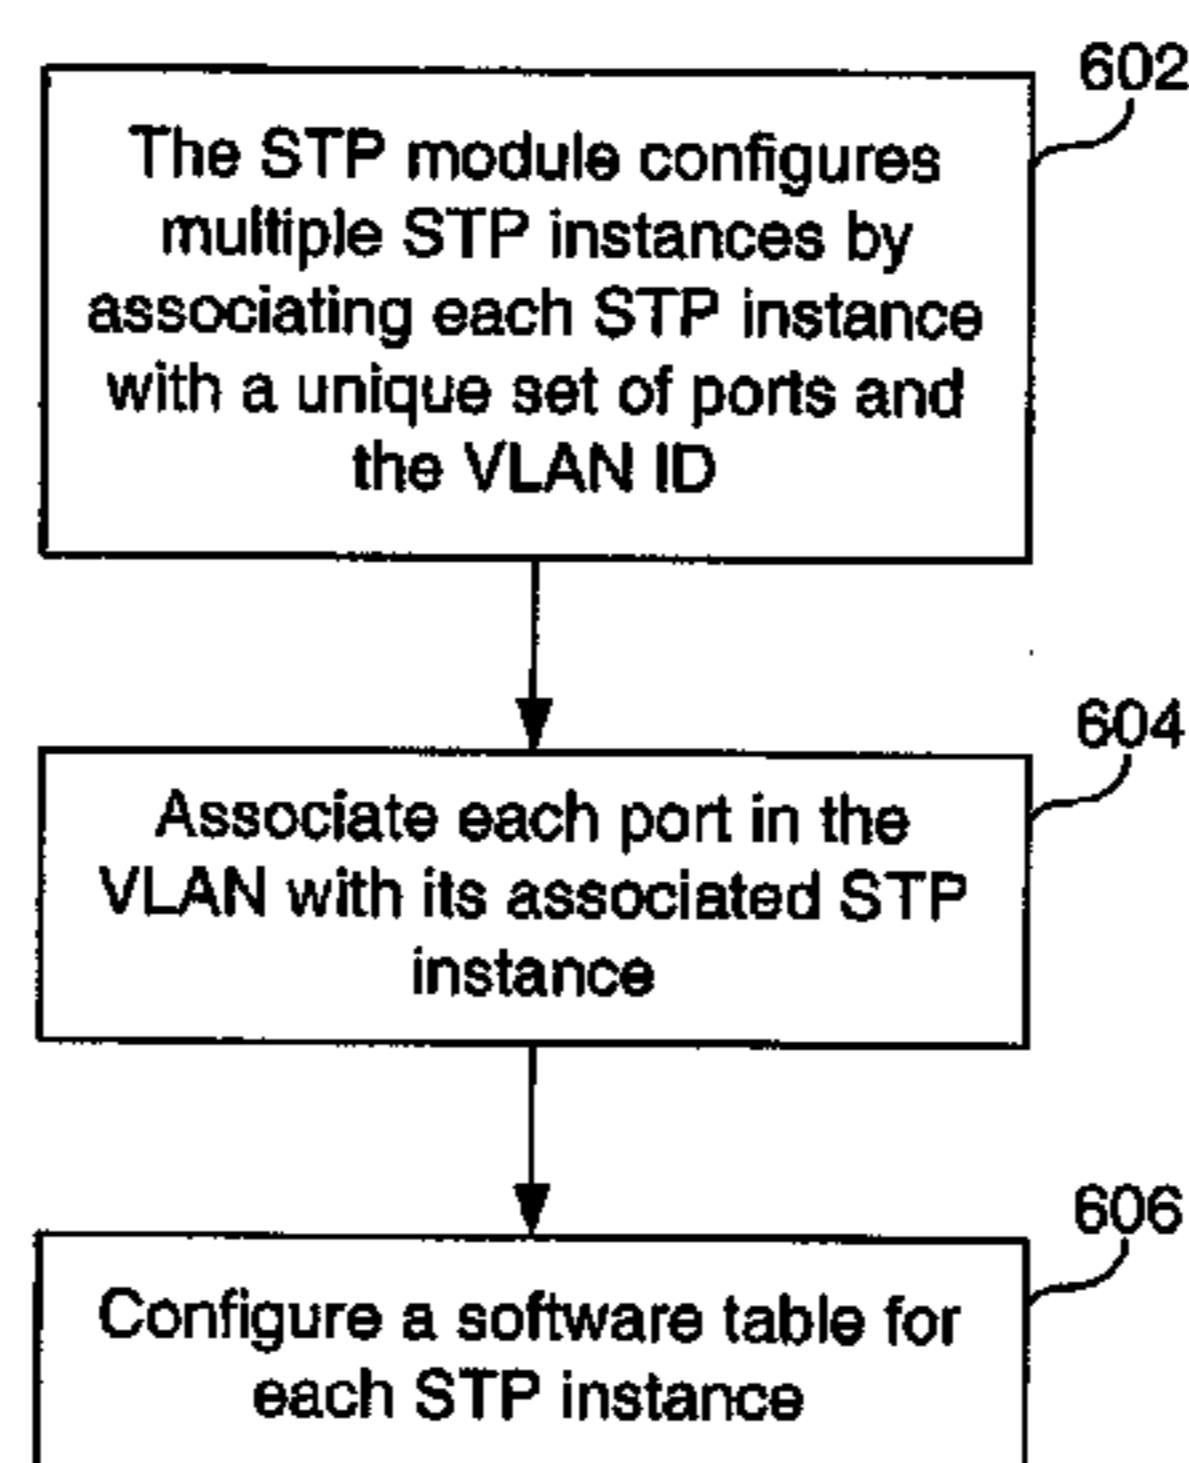 602
The STP module configures
multiple STP instances by
associating each STP instance
with a unique set of ports and
the VLAN ID
604
Associate each port in the
VLAN with its associated STP
instance
606
Configure a software table for
each STP instance